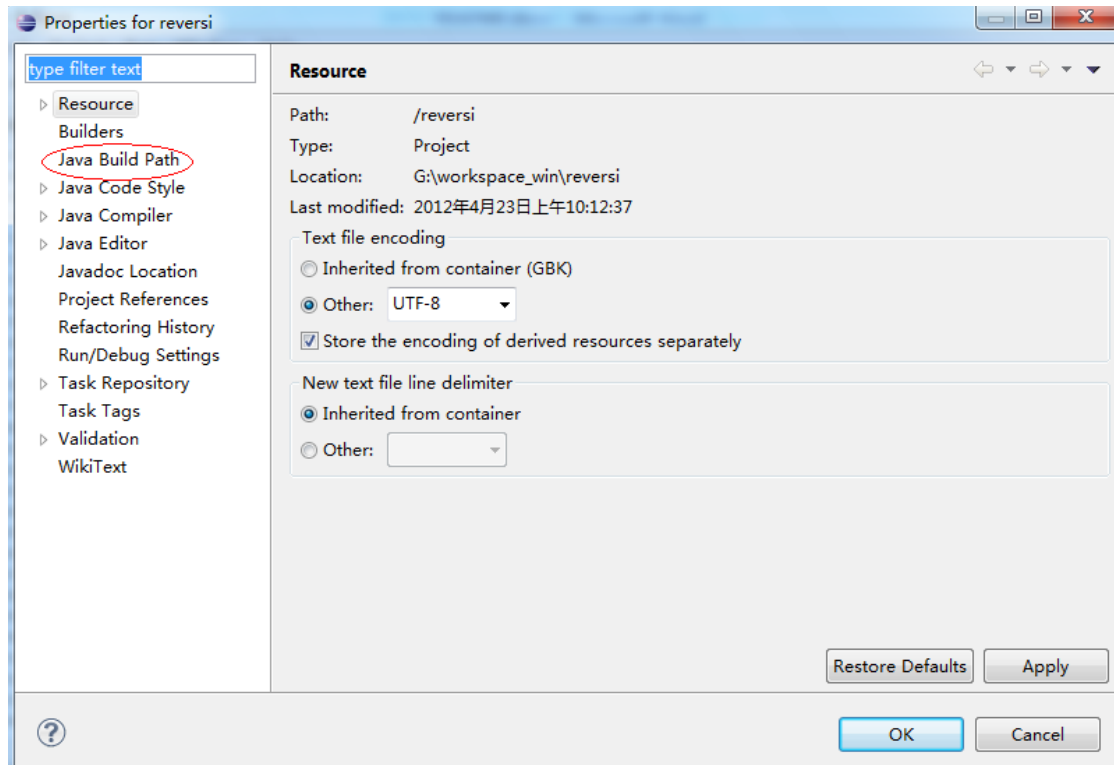 Properties for reversi
type filter text
Resource
Builders
Java Build Path
Java Code Style
Java Compiler
Java Editor
Javadoc Location
Project References
Refactoring History
Run/Debug Settings
Task Repository
Task Tags
Validation
WikiText
Resource
Path: /reversi
Type: Project
Location: G:\workspace_win\reversi
Last modified: 2012年4月23日上午10:12:37
Text file encoding
Inherited from container (GBK)
Other: UTF-8
Store the encoding of derived resources separately
New text file line delimiter
Inherited from container
Other:
Restore Defaults Apply
OK Cancel